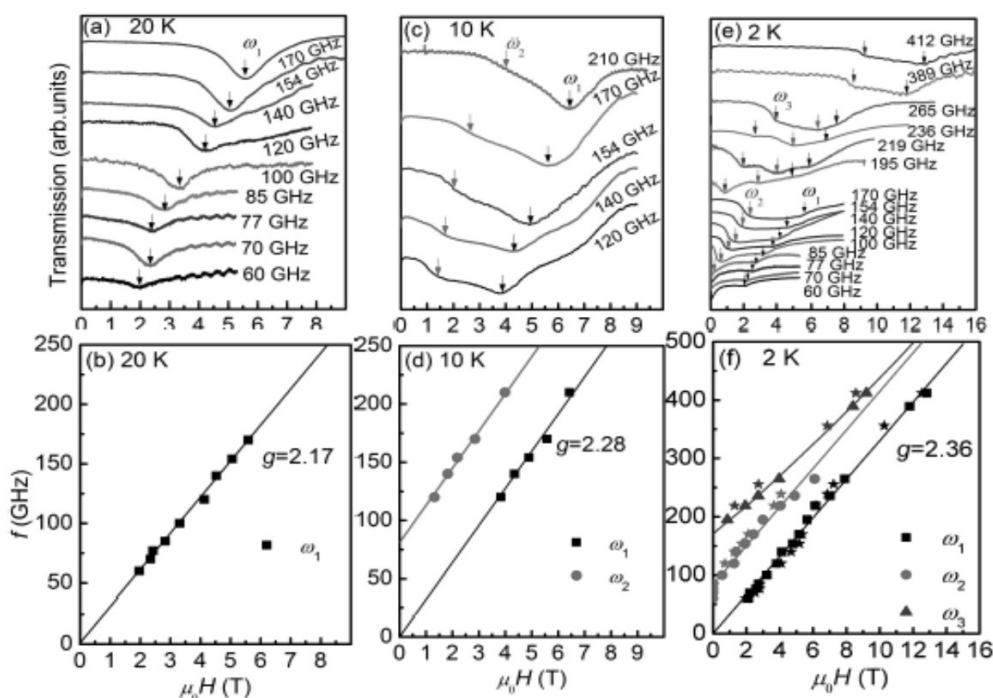 (a) 20 K
ω₁
170 GHz
154 GHz
140 GHz
120 GHz
100 GHz
85 GHz
77 GHz
70 GHz
60 GHz
Transmission (arb.units)
0 1 2 3 4 5 6 7 8
(c) 10 K
ω₂
ω₁
210 GHz
170 GHz
154 GHz
140 GHz
120 GHz
0 1 2 3 4 5 6 7 8 9
(e) 2 K
412 GHz
389 GHz
ω₃
265 GHz
236 GHz
219 GHz
195 GHz
ω₂
ω₁
170 GHz
154 GHz
140 GHz
120 GHz
100 GHz
85 GHz
77 GHz
70 GHz
60 GHz
0 2 4 6 8 10 12 14 16
(b) 20 K
250
200
150
100
50
0
f (GHz)
g=2.17
ω₁
0 1 2 3 4 5 6 7 8
μ₀H (T)
(d) 10 K
250
200
150
100
50
0
g=2.28
ω₁
ω₂
0 1 2 3 4 5 6 7 8 9
μ₀H (T)
(f) 2 K
500
400
300
200
100
0
g=2.36
ω₁
ω₂
ω₃
0 2 4 6 8 10 12 14 16
μ₀H (T)